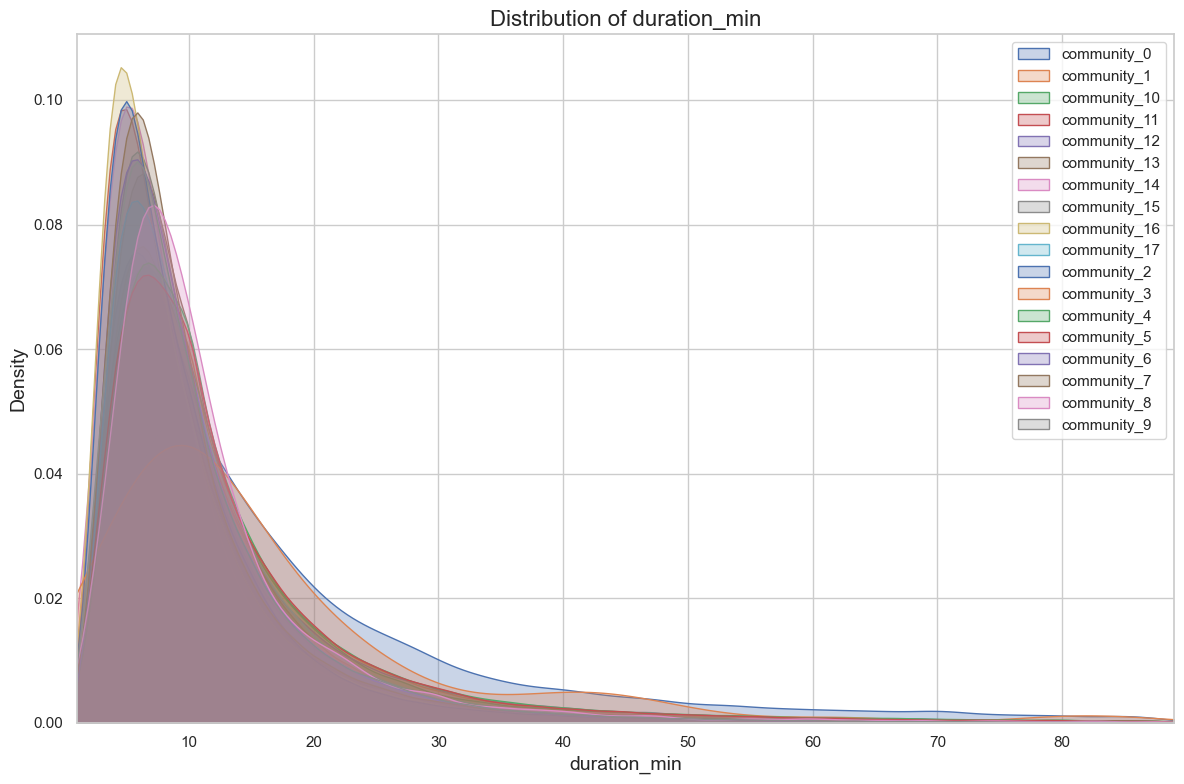 Distribution of duration_min
community_0
community_1
community_10
community_11
community_12
community_13
community_14
community_15
community_16
community_17
community_2
community_3
community_4
community_5
community_6
community_7
community_8
community_9
Density
0.10
0.08
0.06
0.04
0.02
0.00
10 20 30 40 50 60 70 80
duration_min